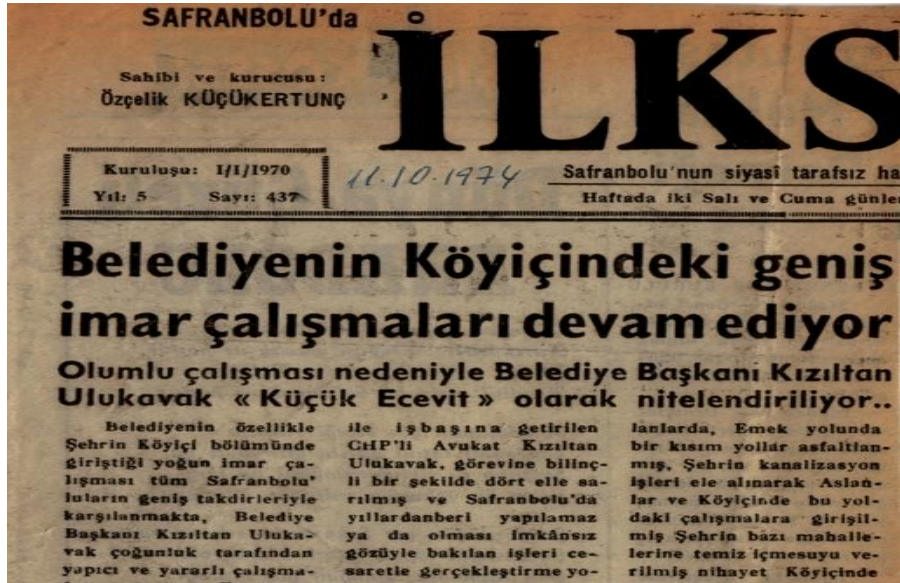 SAFRANBOLU'da
İLKS
Sahibi ve kurucusu:
Özçelik KÜÇÜKERTUNÇ
Kuruluşu: 1/1/1970
Yıl: 5 Sayı: 437
11.10.1974
Safranbolu'nun siyasî tarafsız ha
Haftada iki Salı ve Cuma günle
Belediyenin Köyiçindeki geniş
imar çalışmaları devam ediyor
Olumlu çalışması nedeniyle Belediye Başkanı Kızıltan
Ulukavak « Küçük Ecevit » olarak nitelendiriliyor..
Belediyenin özellikle
Şehrin Köyiçi bölümünde
giriştiği yoğun imar ça-
lışması tüm Safranbolu'
luların geniş takdirleriyle
karşılanmakta, Belediye
Başkanı Kızıltan Uluka-
vak çoğunluk tarafından
yapıcı ve yararlı çalışma-
ile işbaşına getirilen
CHP'li Avukat Kızıltan
Ulukavak, görevine bilinç-
li bir şekilde dört elle sa-
rılmış ve Safranbolu'da
yıllardanberi yapılamaz
ya da olması imkânsız
gözüyle bakılan işleri ce-
saretle gerçekleştirme yo-
lanlarda, Emek yolunda
bir kısım yollar asfaltlan-
mış, Şehrin kanalizasyon
işleri ele alınarak Aslan-
lar ve Köyiçinde bu yol-
daki çalışmalara girişil-
miş Şehrin bazı mahalle-
lerine temiz içmesuyu ve-
rilmiş nihayet Köyiçinde